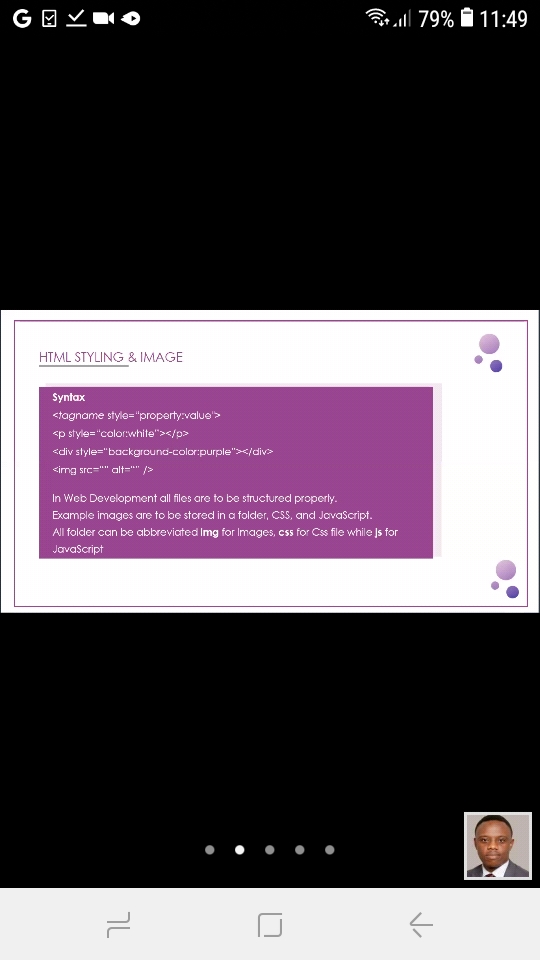 79% 11:49
HTML STYLING & IMAGE
Syntax
<tagname style="property:value">
<p style="color:white"></p>
<div style="background-color:purple"></div>
<img src="" alt="" />
In Web Development all files are to be structured properly.
Example images are to be stored in a folder, CSS, and JavaScript.
All folder can be abbreviated img for images, css for Css file while js for
JavaScript